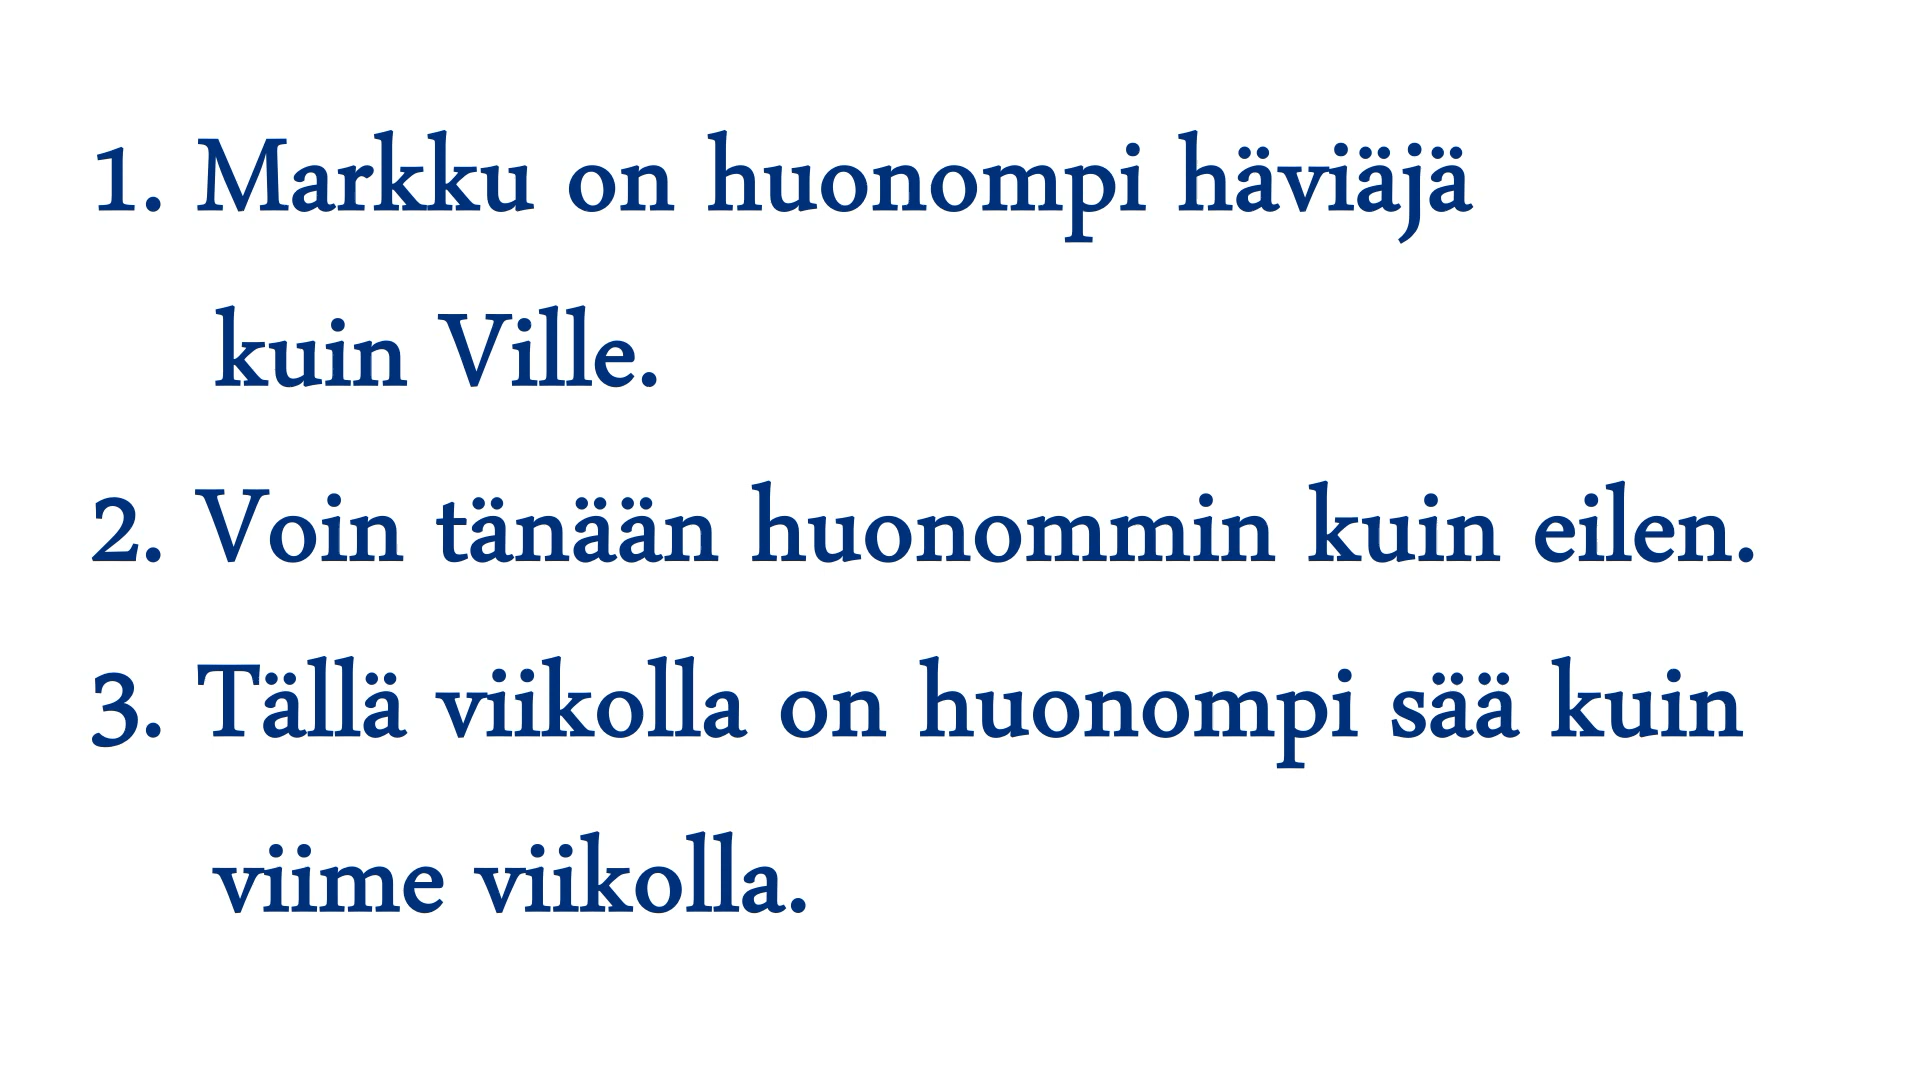 1. Markku on huonompi häviäjä
kuin Ville.
2. Voin tänään huonommin kuin eilen.
3. Tällä viikolla on huonompi sää kuin
viime viikolla.